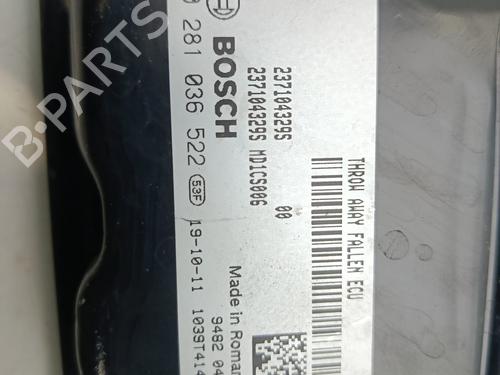 B-PARTS
BOSCH
0 281 036 522 53F 19-10-11 1039T414
237104329S
237104329S MD1CS006 00
Made in Roman
9482 04
THROW AWAY FALLEN ECU